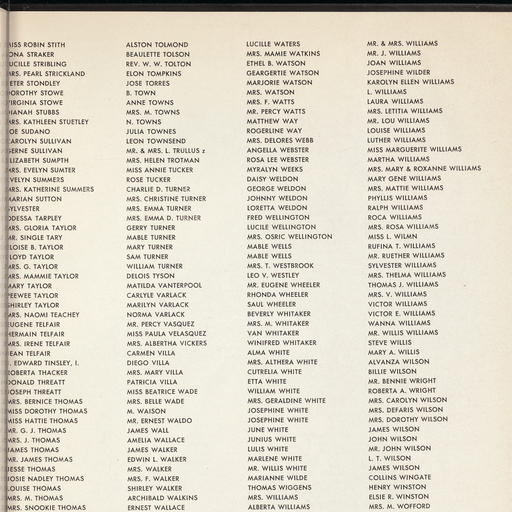 MISS ROBIN STITH
ONA STRAKER
LUCILLE STRIBLING
MRS. PEARL STRICKLAND
PETER STONDLEY
DOROTHY STOWE
VIRGINIA STOWE
DIANAH STUBBS
MRS. KATHLEEN STUETLEY
JOE SUDANO
CAROLYN SULLIVAN
GERNE SULLIVAN
ELIZABETH SUMPTH
MRS. EVELYN SUMTER
EVELYN SUMMERS
MRS. KATHERINE SUMMERS
MARIAN SUTTON
SYLVESTER
ODESSA TARPLEY
MRS. GLORIA TAYLOR
MR. SINGLE TARY
ELOISE B. TAYLOR
LOYD TAYLOR
MRS. G. TAYLOR
MRS. MAMMIE TAYLOR
MARY TAYLOR
PEEWEE TAYLOR
SHIRLEY TAYLOR
MRS. NAOMI TEACHEY
EUGENE TELFAIR
HERMAIN TELFAIR
MRS. IRENE TELFAIR
JEAN TELFAIR
EDWARD TINSLEY, I.
ROBERTA THACKER
DONALD THREATT
JOSEPH THREATT
MRS. BERNICE THOMAS
MISS DOROTHY THOMAS
MISS HATTIE THOMAS
MR. G. J. THOMAS
MRS. J. THOMAS
JAMES THOMAS
MR. JAMES THOMAS
JESSE THOMAS
JOSIE NADLEY THOMAS
LOUISE THOMAS
MRS. M. THOMAS
MRS. SNOOKIE THOMAS
ALSTON TOLMOND
BEAULETTE TOLSON
REV. W. W. TOLTON
ELON TOMPKINS
JOSE TORRES
B. TOWN
ANNE TOWNS
MRS. M. TOWNS
N. TOWNS
JULIA TOWNES
LEON TOWNSEND
MR. & MRS. L. TRULLUS z
MRS. HELEN TROTMAN
MISS ANNIE TUCKER
ROSE TUCKER
CHARLIE D. TURNER
MRS. CHRISTINE TURNER
MRS. EMMA TURNER
MRS. EMMA D. TURNER
GERRY TURNER
MABLE TURNER
MARY TURNER
SAM TURNER
WILLIAM TURNER
DELOIS TYSON
MATILDA VANTERPOOL
CARLYLE VARLACK
MARILYN VARLACK
NORMA VARLACK
MR. PERCY VASQUEZ
MISS PAULA VELASQUEZ
MRS. ALBERTHA VICKERS
CARMEN VILLA
DIEGO VILLA
MRS. MARY VILLA
PATRICIA VILLA
MISS BEATRICE WADE
MRS. BELLE WADE
M. WAISON
MR. ERNEST WALDO
JAMES WALL
AMELIA WALLACE
JAMES WALKER
EDWIN L. WALKER
MRS. WALKER
MRS. F. WALKER
SHIRLEY WALKER
ARCHIBALD WALKINS
ERNEST WALLACE
LUCILLE WATERS
MRS. MAMIE WATKINS
ETHEL B. WATSON
GEARGERTIE WATSON
MARJORIE WATSON
MRS. WATSON
MRS. F. WATTS
MR. PERCY WATTS
MATTHEW WAY
ROGERLINE WAY
MRS. DELORES WEBB
ANGELLA WEBSTER
ROSA LEE WEBSTER
MYRALYN WEEKS
DAISY WELDON
GEORGE WELDON
JOHNNY WELDON
LORETTA WELDON
FRED WELLINGTON
LUCILLE WELLINGTON
MRS. OSRIC WELLINGTON
MABLE WELLS
MABLE WELLS
MRS. T. WESTBROOK
LEO V. WESTLEY
MR. EUGENE WHEELER
RHONDA WHEELER
SAUL WHEELER
BEVERLY WHITAKER
MRS. M. WHITAKER
VAN WHITAKER
WINIFRED WHITAKER
ALMA WHITE
MRS. ALTHERA WHITE
CUTRELIA WHITE
ETTA WHITE
WILLIAM WHITE
MRS. GERALDINE WHITE
JOSEPHINE WHITE
JOSEPHINE WHITE
JUNE WHITE
JUNIUS WHITE
LULIS WHITE
MARLENE WHITE
MR. WILLIS WHITE
MARIANNE WILDE
THOMAS WIGGENS
MRS. WILLIAMS
ALBERTA WILLIAMS
MR. & MRS. WILLIAMS
MR. J. WILLIAMS
JOAN WILLIAMS
JOSEPHINE WILDER
KAROLYN ELLEN WILLIAMS
L. WILLIAMS
LAURA WILLIAMS
MRS. LETITIA WILLIAMS
MR. LOU WILLIAMS
LOUISE WILLIAMS
LUTHER WILLIAMS
MISS MARGUERITE WILLIAMS
MARTHA WILLIAMS
MRS. MARY & ROXANNE WILLIAMS
MARY GENE WILLIAMS
MRS. MATTIE WILLIAMS
PHYLLIS WILLIAMS
RALPH WILLIAMS
ROCA WILLIAMS
MRS. ROSA WILLIAMS
MISS L. WILMN
RUFINA T. WILLIAMS
MR. RUETHER WILLIAMS
SYLVESTER WILLIAMS
MRS. THELMA WILLIAMS
THOMAS J. WILLIAMS
MRS. V. WILLIAMS
VICTOR WILLIAMS
VICTOR E. WILLIAMS
WANNA WILLIAMS
MR. WILLIS WILLIAMS
STEVE WILLIS
MARY A. WILLIS
ALVANZA WILSON
BILLIE WILSON
MR. BENNIE WRIGHT
ROBERTA A. WRIGHT
MRS. CAROLYN WILSON
MRS. DEFARIS WILSON
MRS. DOROTHY WILSON
JAMES WILSON
JOHN WILSON
MR. JOHN WILSON
L. T. WILSON
JAMES WILSON
COLLINS WINGATE
HENRY WINSTON
ELSIE R. WINSTON
MRS. M. WOFFORD